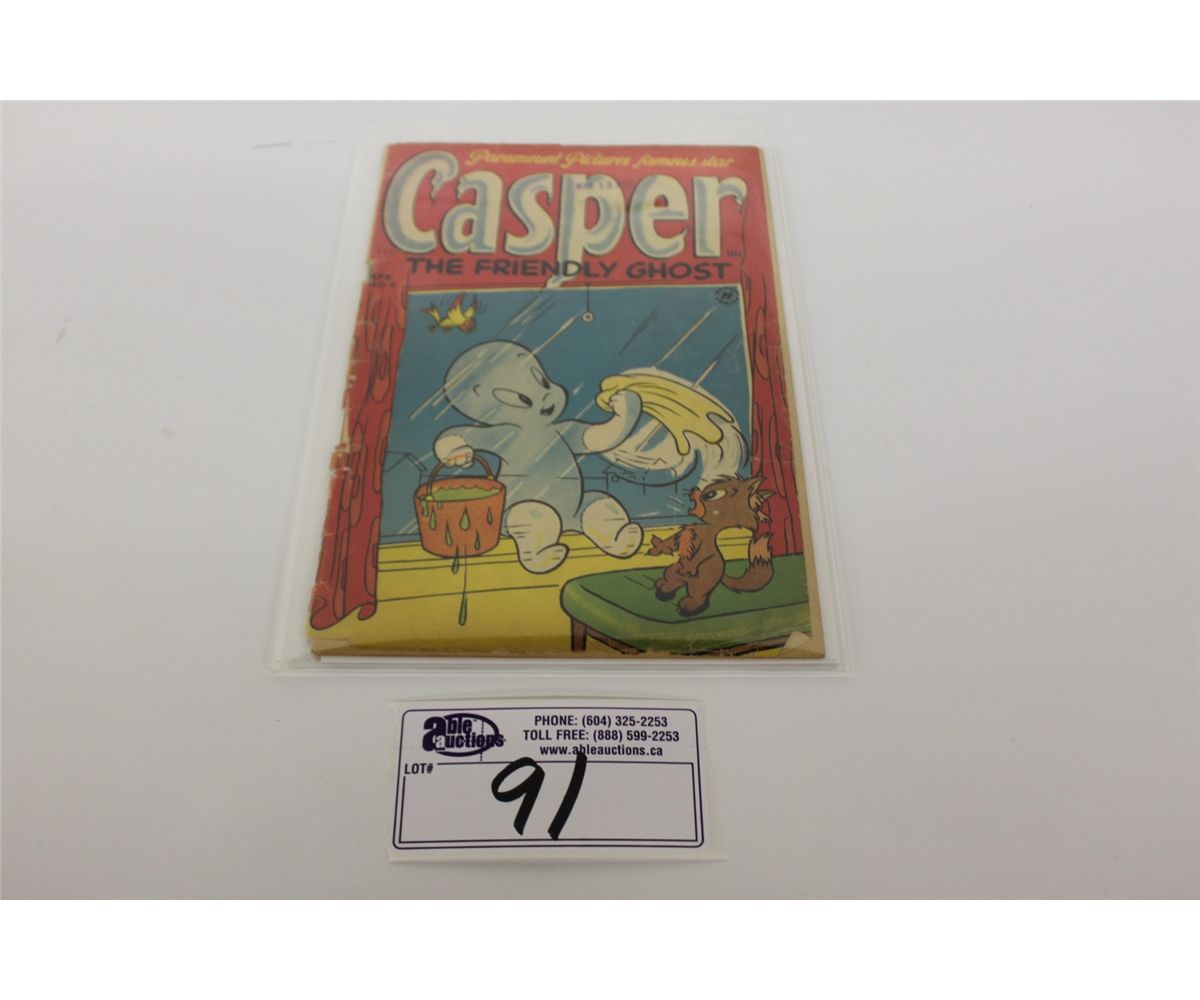 Paramount Pictures famous star
Casper
10¢
THE FRIENDLY GHOST
N
able auctions
PHONE: (604) 325-2253
TOLL FREE: (888) 599-2253
www.ableauctions.ca
LOT#
91